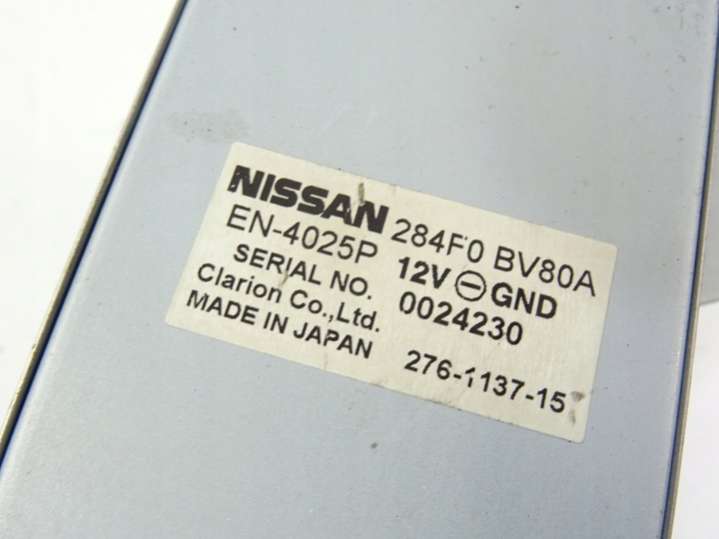 NISSAN 284F0 BV80A
EN-4025P 12V ⊖ GND
SERIAL NO. 0024230
Clarion Co.,Ltd.
MADE IN JAPAN 276-1137-15